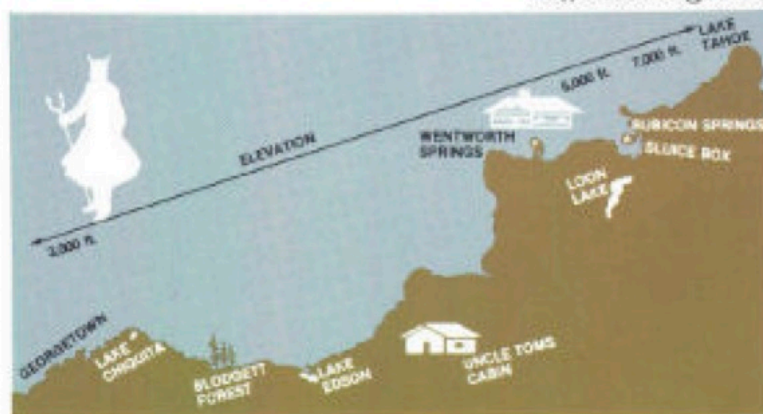 LAKE
TAHOE
7,000 ft.
6,000 ft.
ELEVATION
2,000 ft.
WENTWORTH
SPRINGS
RUBICON SPRINGS
SLUICE BOX
LOON
LAKE
GEORGETOWN
LAKE
CHIQUITA
BLODGETT
FOREST
LAKE
EDSON
UNCLE TOMS
CABIN